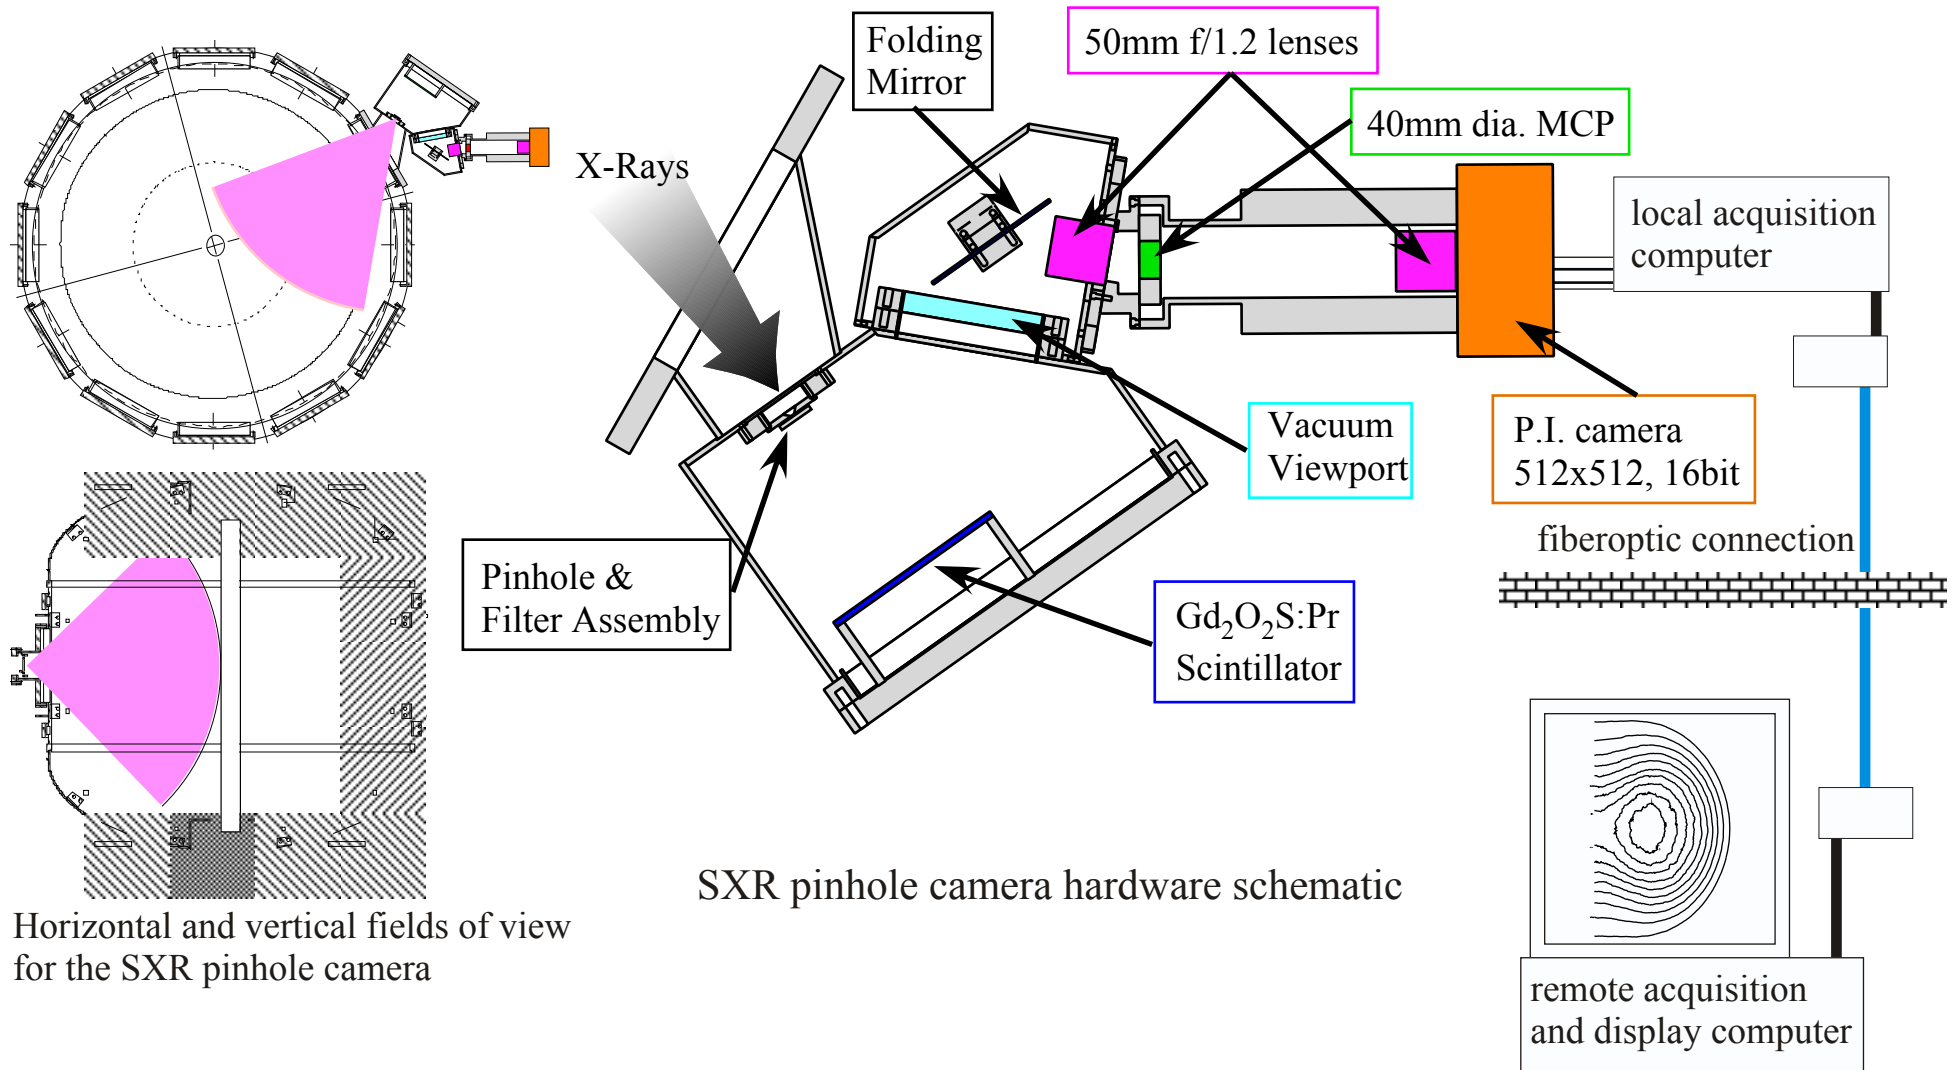 Folding
Mirror
50mm f/1.2 lenses
40mm dia. MCP
X-Rays
local acquisition
computer
Vacuum
Viewport
P.I. camera
512x512, 16bit
fiberoptic connection
Pinhole &
Filter Assembly
Gd₂O₂S:Pr
Scintillator
SXR pinhole camera hardware schematic
Horizontal and vertical fields of view
for the SXR pinhole camera
remote acquisition
and display computer